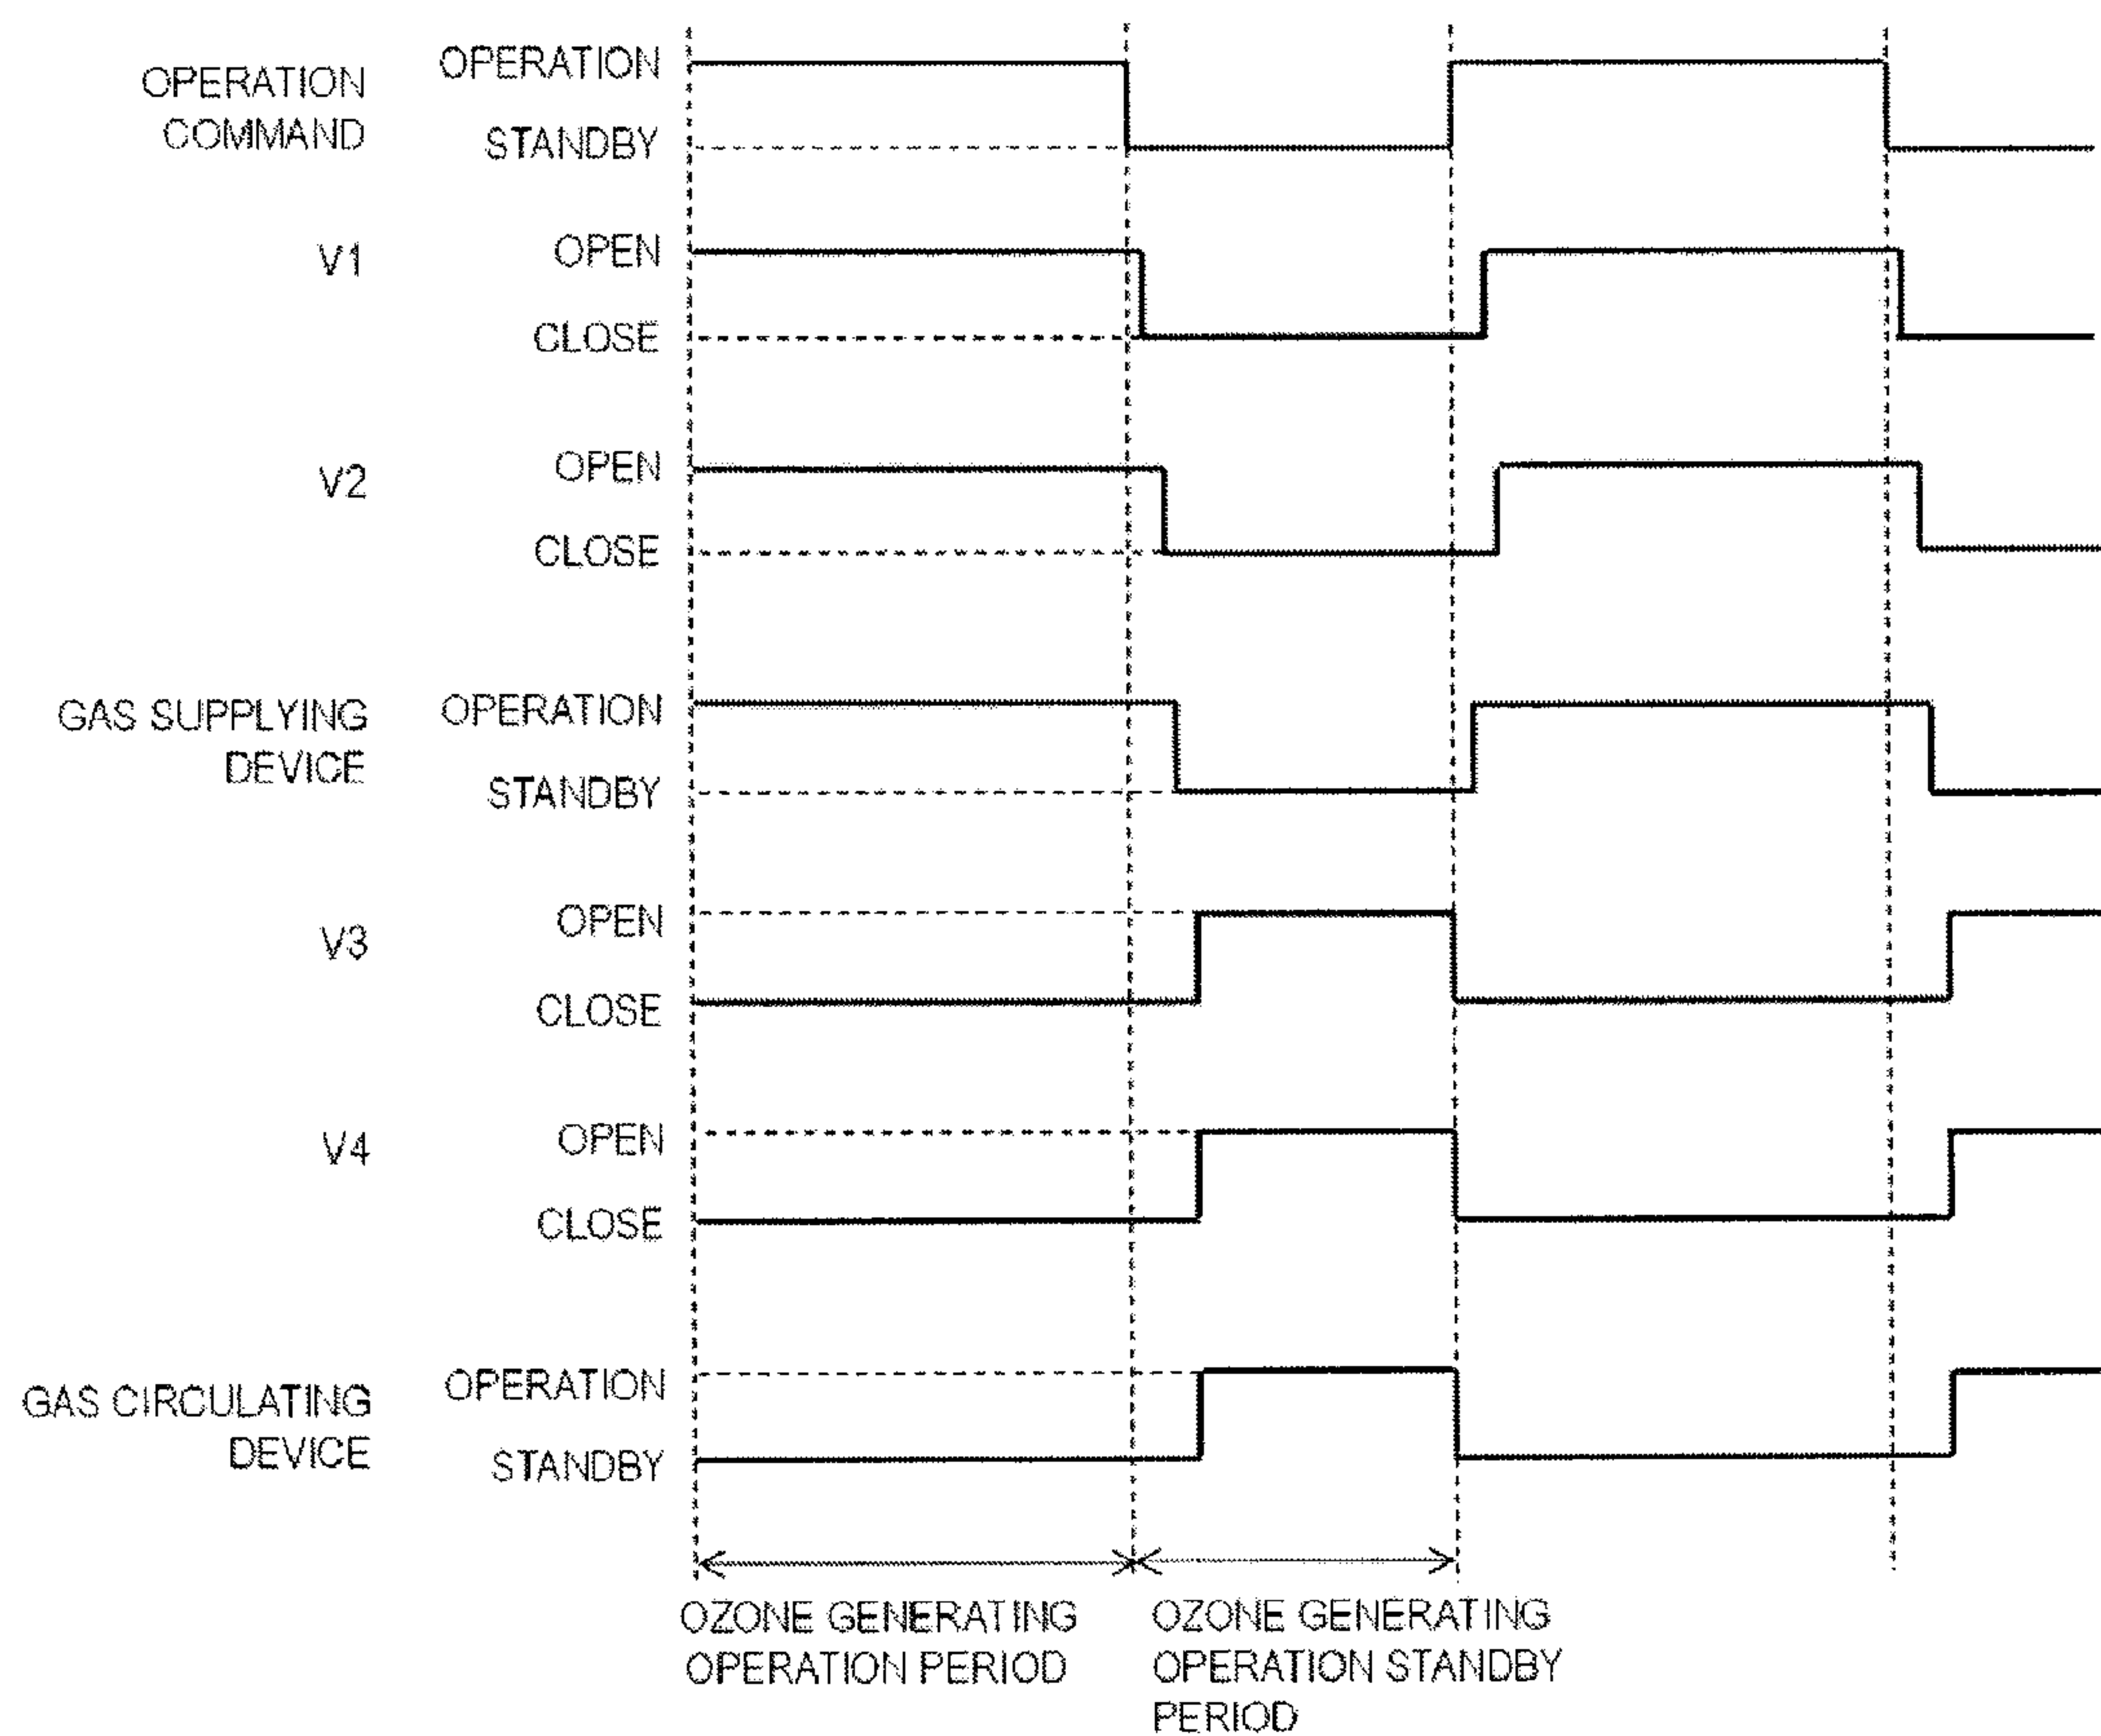 OPERATION
COMMAND
OPERATION
STANDBY
V1
OPEN
CLOSE
V2
OPEN
CLOSE
GAS SUPPLYING
DEVICE
OPERATION
STANDBY
V3
OPEN
CLOSE
V4
OPEN
CLOSE
GAS CIRCULATING
DEVICE
OPERATION
STANDBY
OZONE GENERATING
OPERATION PERIOD
OZONE GENERATING
OPERATION STANDBY
PERIOD